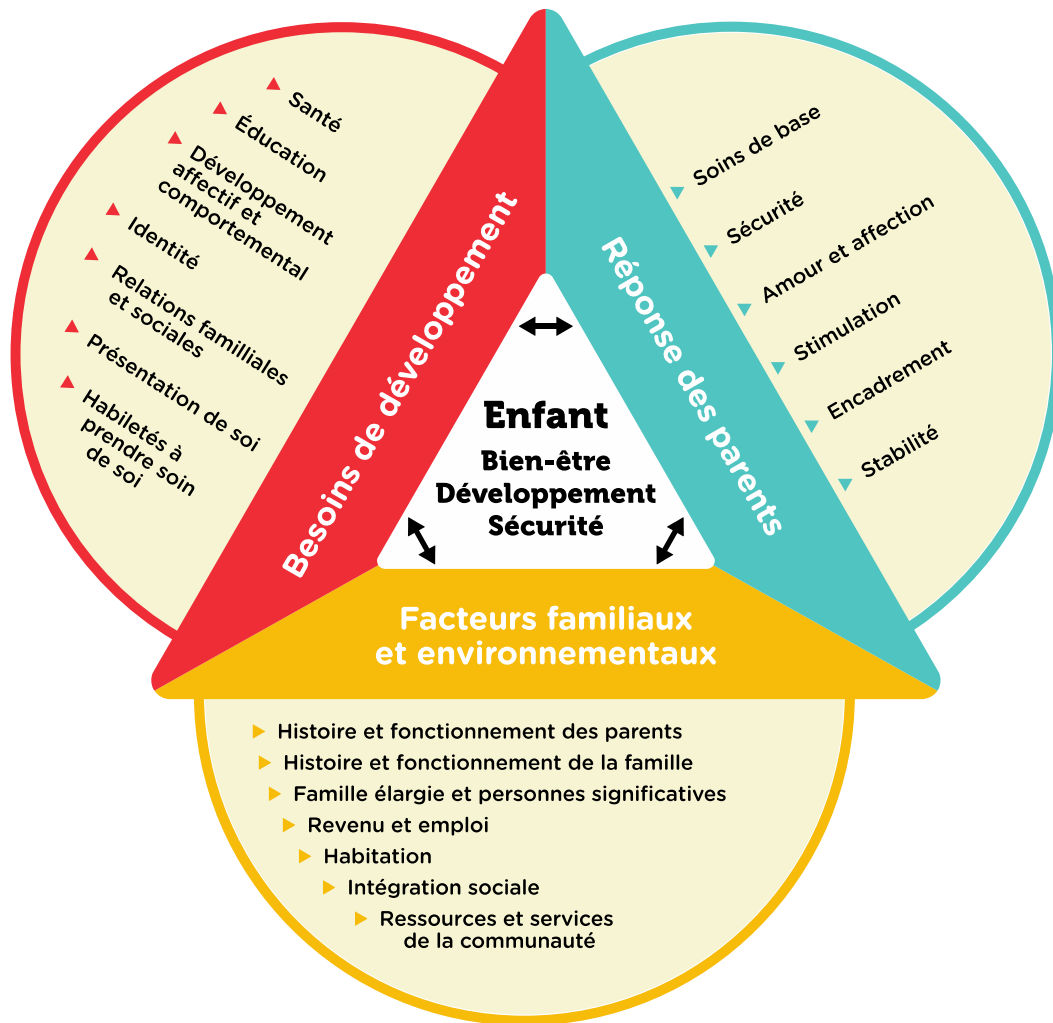 Santé
Éducation
Développement
affectif et
comportemental
Identité
Relations familliales
et sociales
Présentation de soi
Habiletés à
prendre soin
de soi
Besoins de développement
Réponse des parents
Soins de base
Sécurité
Amour et affection
Stimulation
Encadrement
Stabilité
Enfant
Bien-être
Développement
Sécurité
Facteurs familiaux
et environnementaux
Histoire et fonctionnement des parents
Histoire et fonctionnement de la famille
Famille élargie et personnes significatives
Revenu et emploi
Habitation
Intégration sociale
Ressources et services
de la communauté